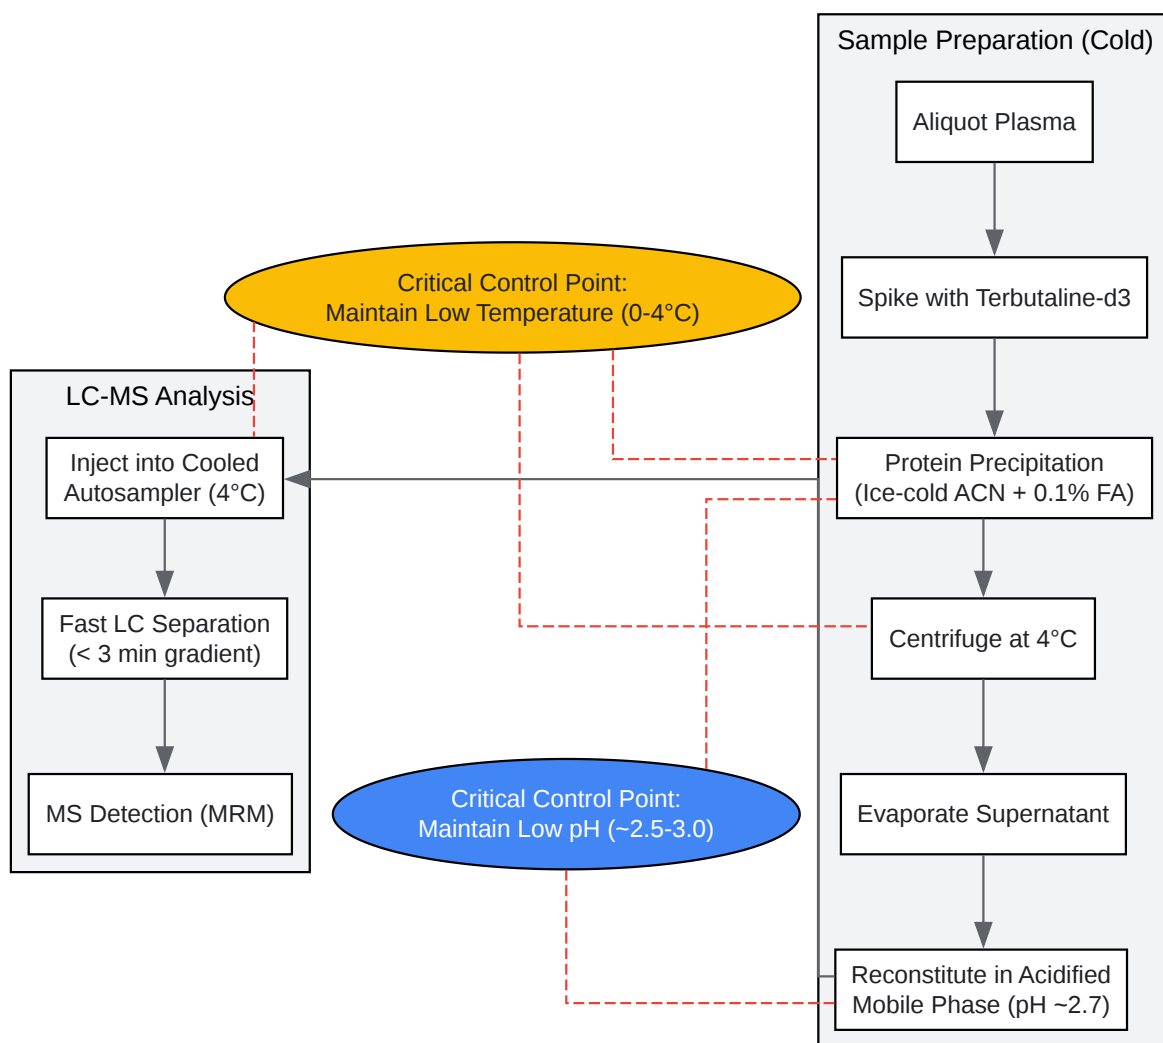 Sample Preparation (Cold)
Aliquot Plasma
Spike with Terbutaline-d3
Protein Precipitation
(Ice-cold ACN + 0.1% FA)
Centrifuge at 4°C
Evaporate Supernatant
Reconstitute in Acidified
Mobile Phase (pH ~2.7)
Critical Control Point:
Maintain Low Temperature (0-4°C)
Critical Control Point:
Maintain Low pH (~2.5-3.0)
LC-MS Analysis
Inject into Cooled
Autosampler (4°C)
Fast LC Separation
(< 3 min gradient)
MS Detection (MRM)